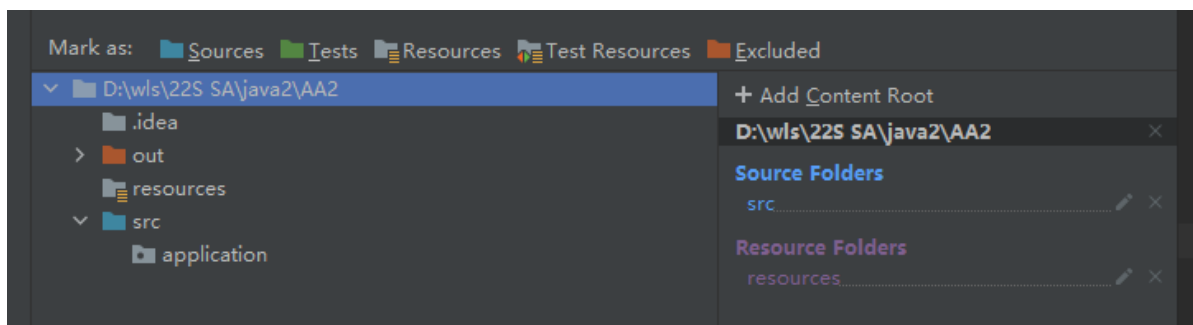 Mark as: Sources Tests Resources Test Resources Excluded
D:\wls\22S SA\java2\AA2
.idea
out
resources
src
application
+ Add Content Root
D:\wls\22S SA\java2\AA2
Source Folders
src
Resource Folders
resources